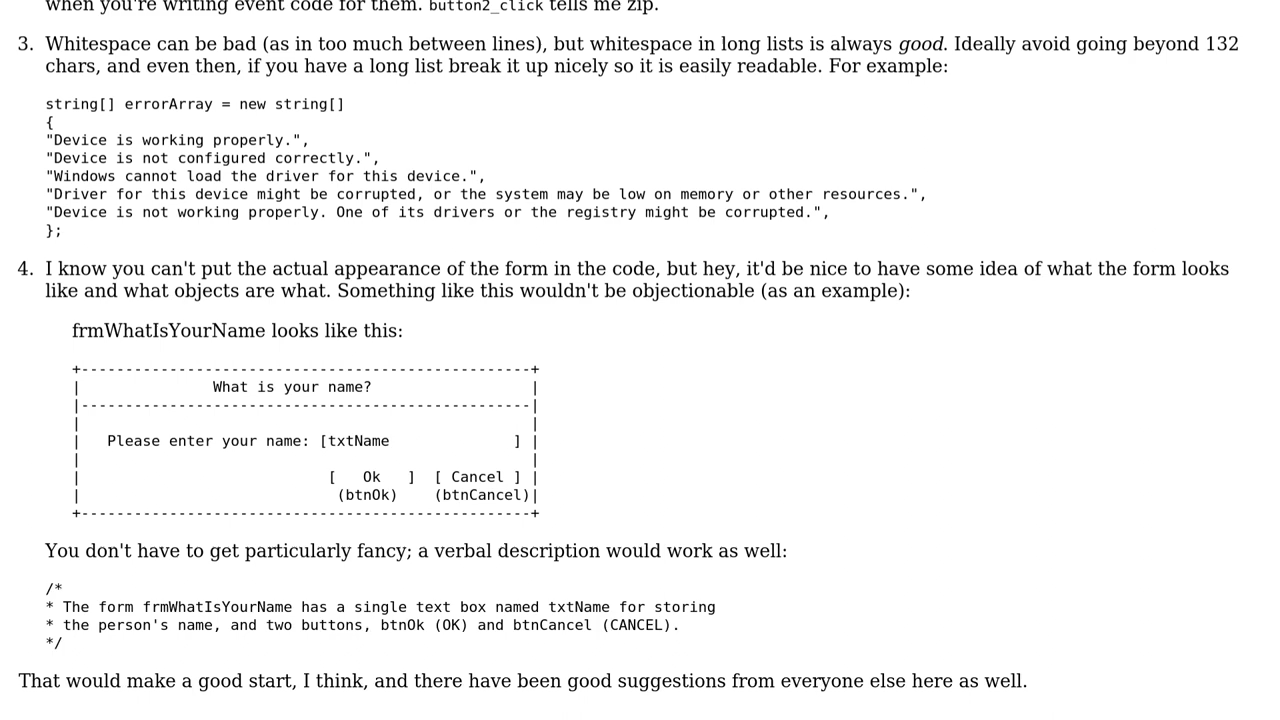 when you're writing event code for them. button2_click tells me zip.
3. Whitespace can be bad (as in too much between lines), but whitespace in long lists is always good. Ideally avoid going beyond 132
chars, and even then, if you have a long list break it up nicely so it is easily readable. For example:
string[] errorArray = new string[]
{
"Device is working properly.",
"Device is not configured correctly.",
"Windows cannot load the driver for this device.",
"Driver for this device might be corrupted, or the system may be low on memory or other resources.",
"Device is not working properly. One of its drivers or the registry might be corrupted.",
};
4. I know you can't put the actual appearance of the form in the code, but hey, it'd be nice to have some idea of what the form looks
like and what objects are what. Something like this wouldn't be objectionable (as an example):
frmWhatIsYourName looks like this:
+---------------------------------------------------+
|               What is your name?                  |
|---------------------------------------------------|
|                                                   |
|   Please enter your name: [txtName              ] |
|                                                   |
|                            [   Ok   ]  [ Cancel ] |
|                             (btnOk)    (btnCancel)|
+---------------------------------------------------+
You don't have to get particularly fancy; a verbal description would work as well:
/*
* The form frmWhatIsYourName has a single text box named txtName for storing
* the person's name, and two buttons, btnOk (OK) and btnCancel (CANCEL).
*/
That would make a good start, I think, and there have been good suggestions from everyone else here as well.